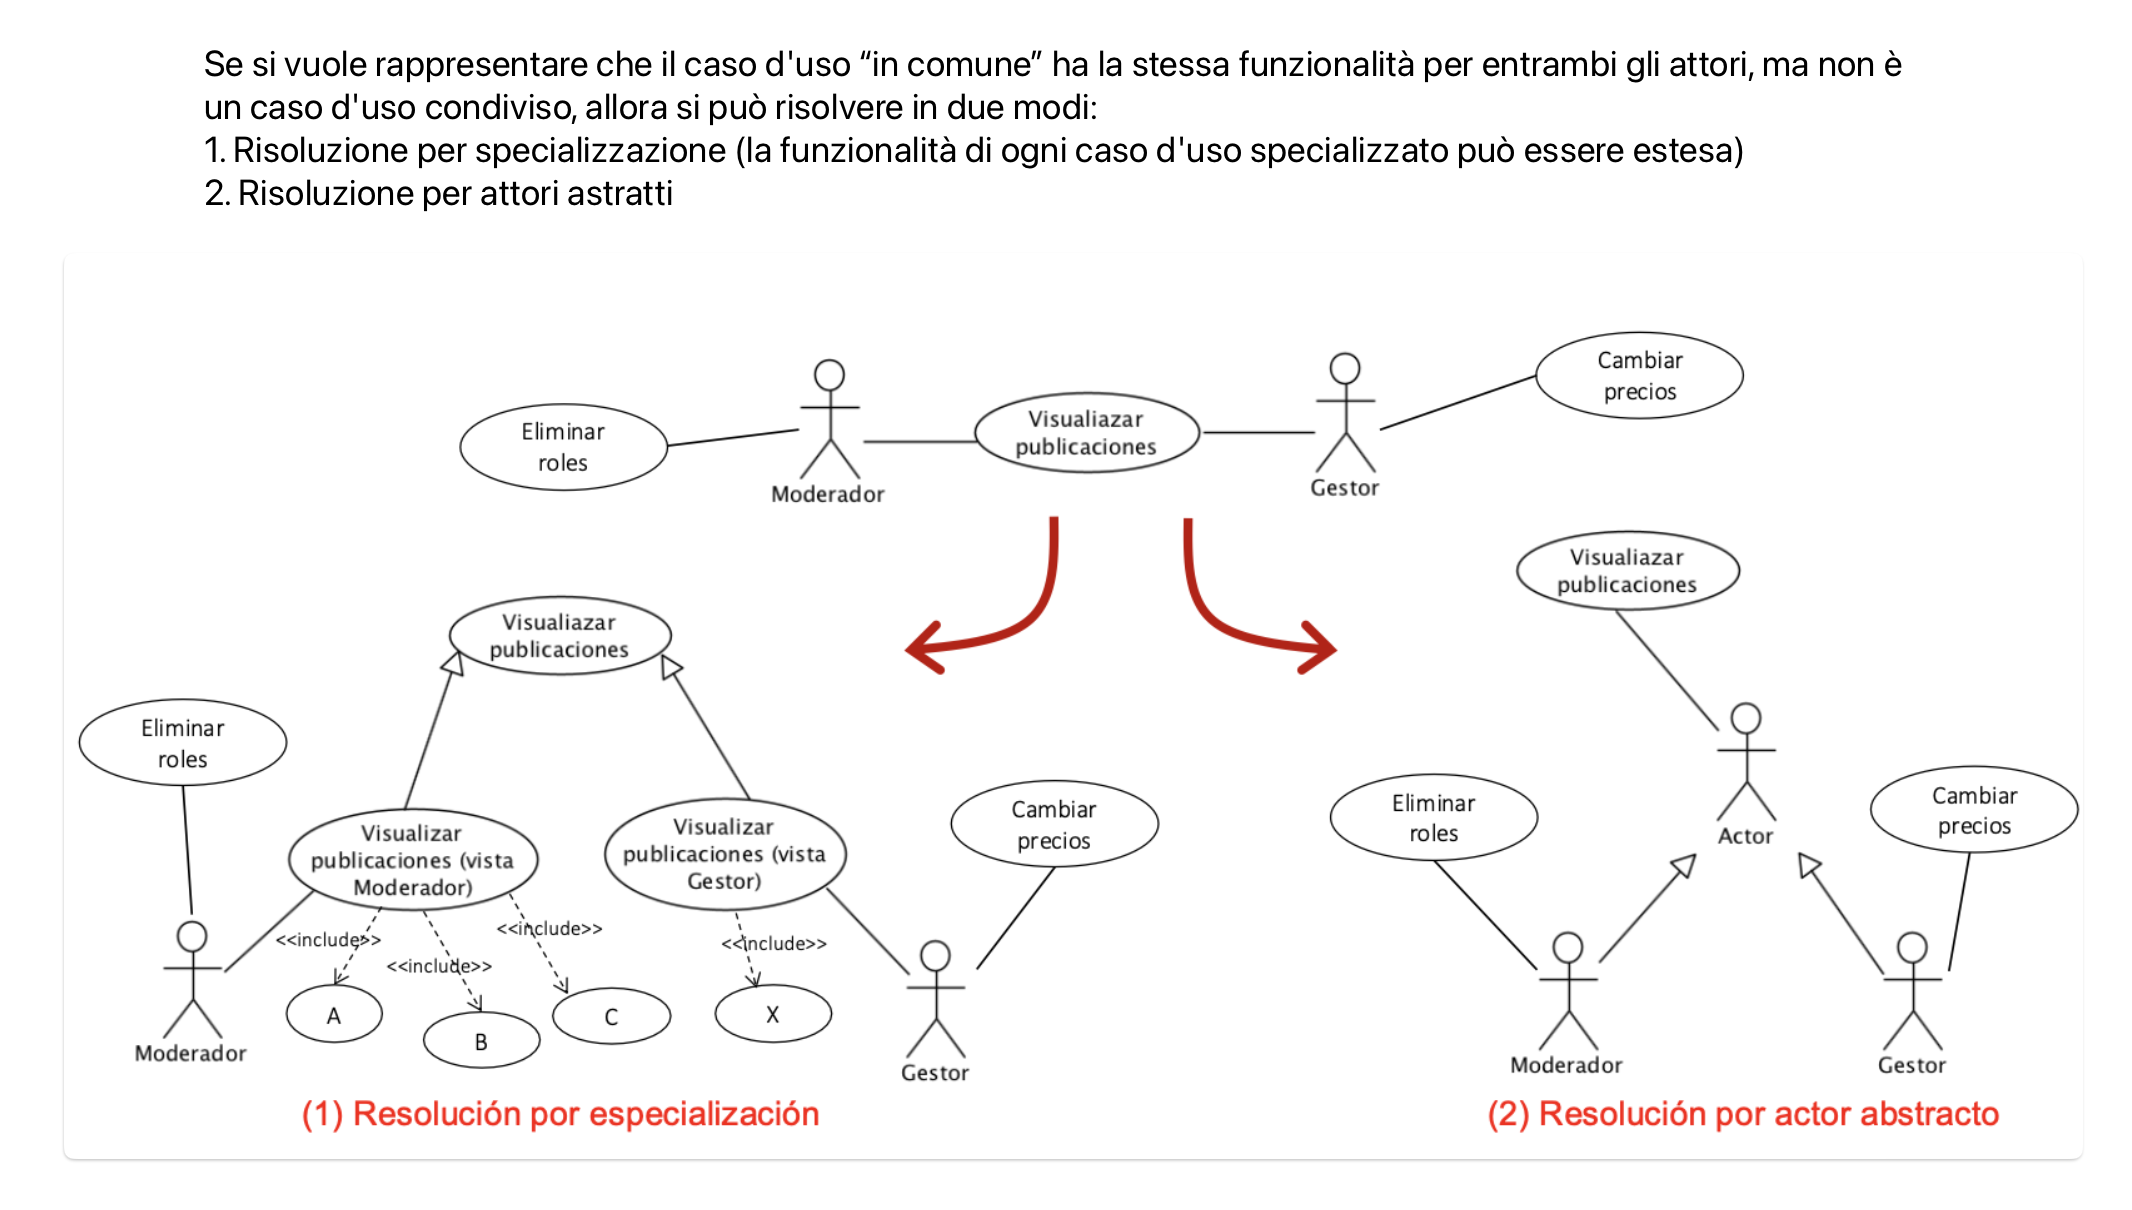 Se si vuole rappresentare che il caso d'uso “in comune” ha la stessa funzionalità per entrambi gli attori, ma non è
un caso d'uso condiviso, allora si può risolvere in due modi:
1. Risoluzione per specializzazione (la funzionalità di ogni caso d'uso specializzato può essere estesa)
2. Risoluzione per attori astratti
Eliminar
roles
Moderador
Visualiazar
publicaciones
Gestor
Cambiar
precios
Visualiazar
publicaciones
Eliminar
roles
Visualizar
publicaciones (vista
Moderador)
Visualizar
publicaciones (vista
Gestor)
Cambiar
precios
<<include>>
<<include>>
<<include>>
<<include>>
A
B
C
X
Moderador
Gestor
(1) Resolución por especialización
Visualiazar
publicaciones
Actor
Eliminar
roles
Cambiar
precios
Moderador
Gestor
(2) Resolución por actor abstracto